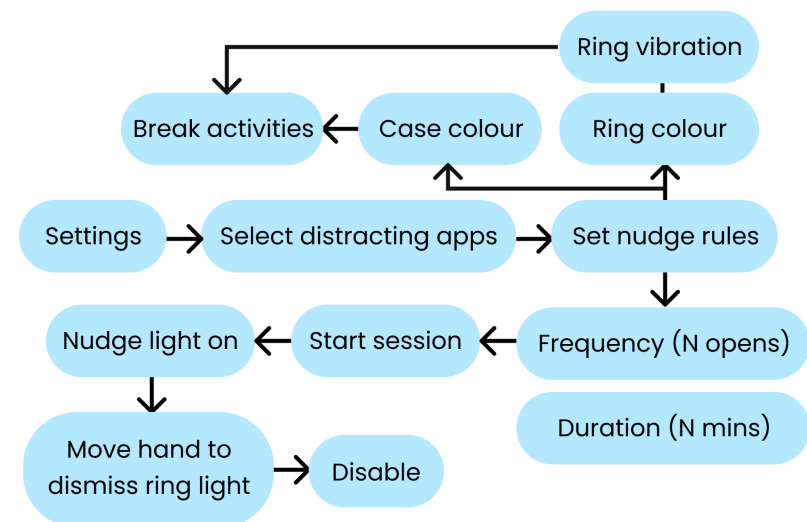 Ring vibration
Break activities
Case colour
Ring colour
Settings
Select distracting apps
Set nudge rules
Nudge light on
Start session
Frequency (N opens)
Duration (N mins)
Move hand to
dismiss ring light
Disable